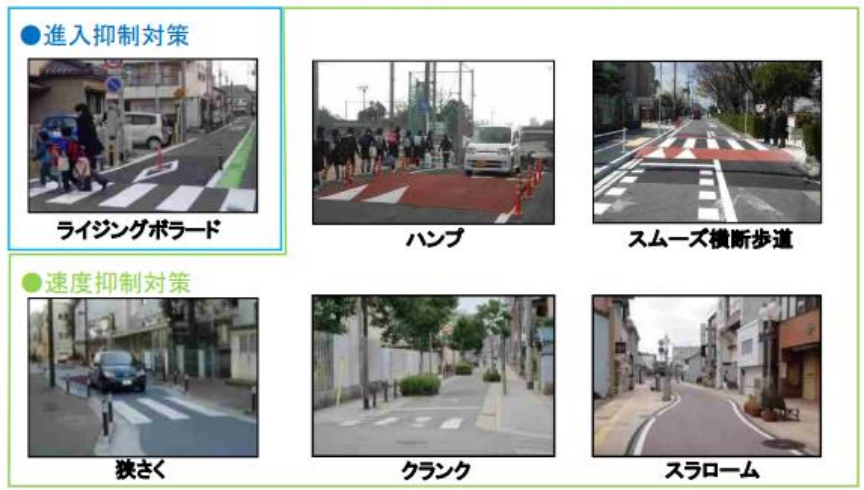 ●進入抑制対策
ライジングボラード
ハンプ
スムーズ横断歩道
●速度抑制対策
狭さく
クランク
スラローム